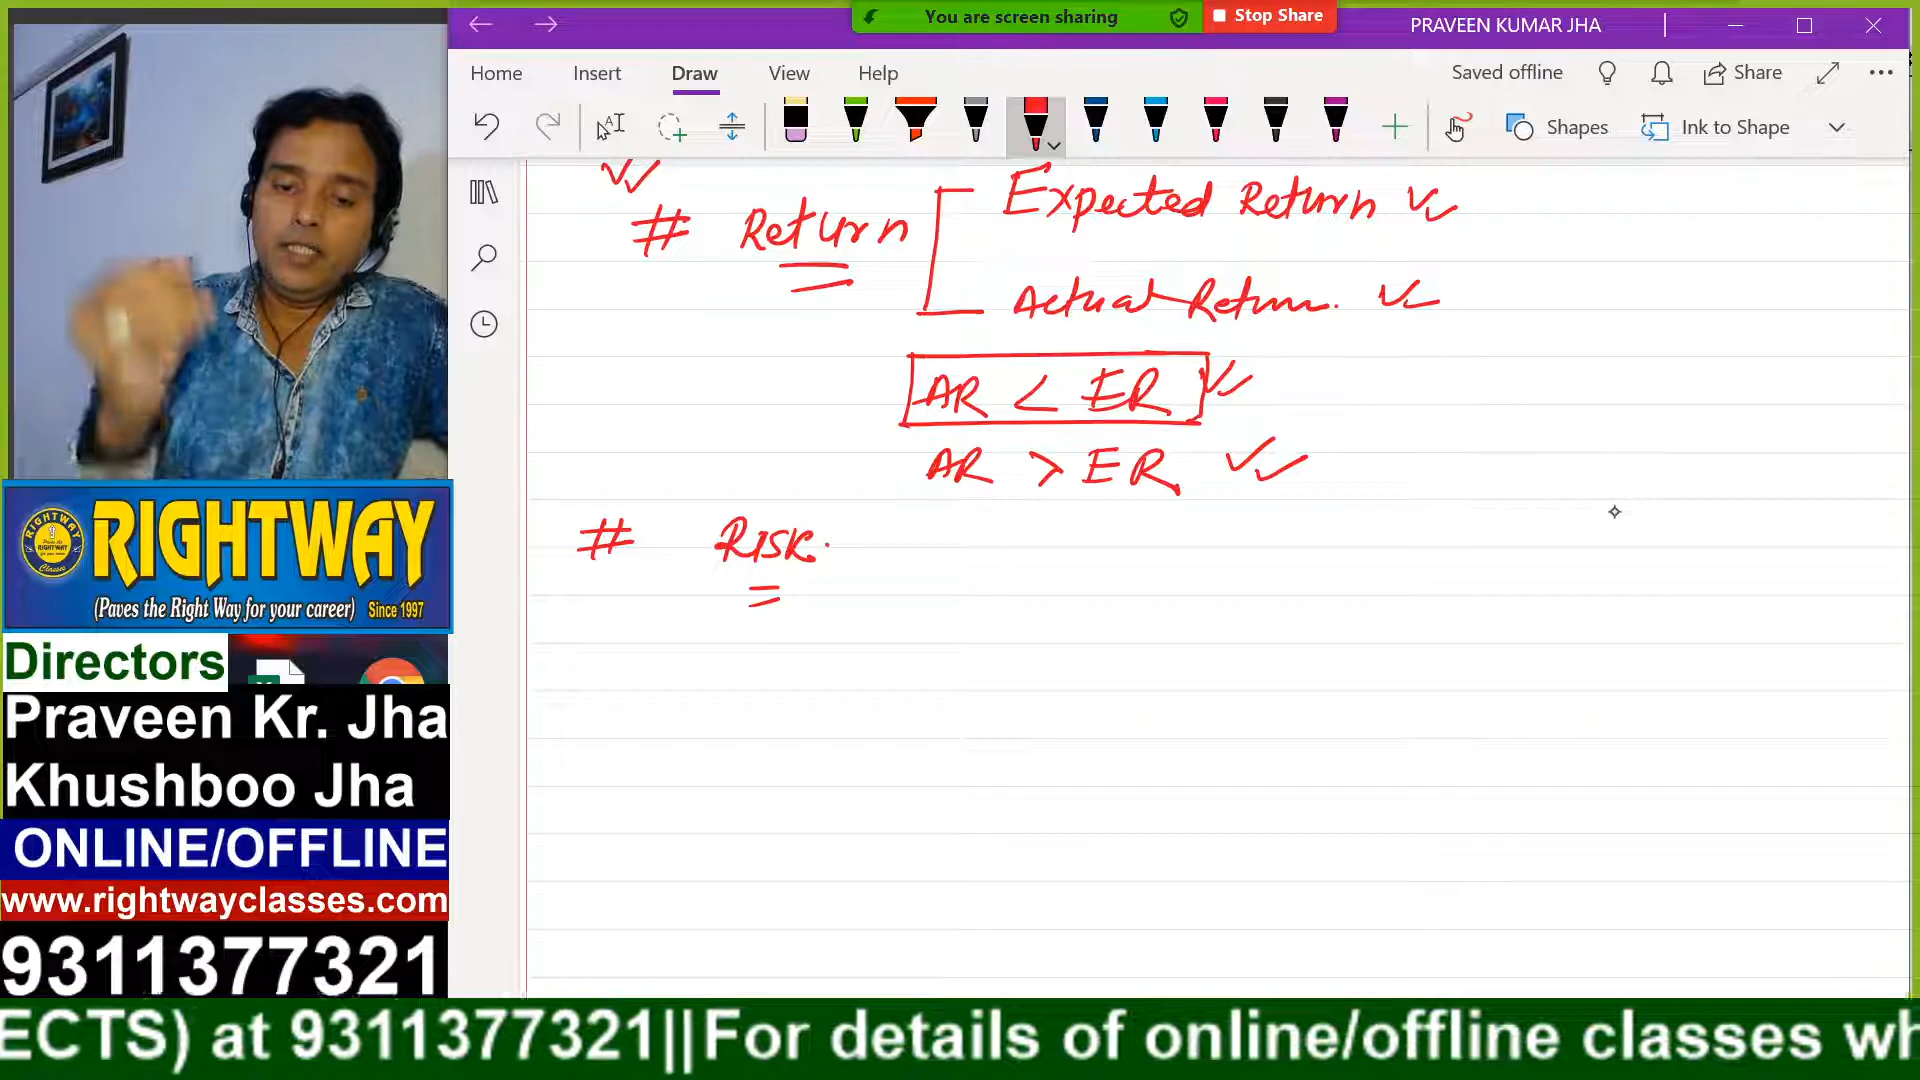 You are screen sharing
Stop Share
PRAVEEN KUMAR JHA
Home Insert Draw View Help
Saved offline
Share
Shapes
Ink to Shape
# Return
Expected Return
Actual Return.
AR < ER
AR > ER
# RISK.
RIGHTWAY
(Paves the Right Way for your career) Since 1997
Directors
Praveen Kr. Jha
Khushboo Jha
ONLINE/OFFLINE
www.rightwayclasses.com
9311377321
ECTS) at 9311377321||For details of online/offline classes wh